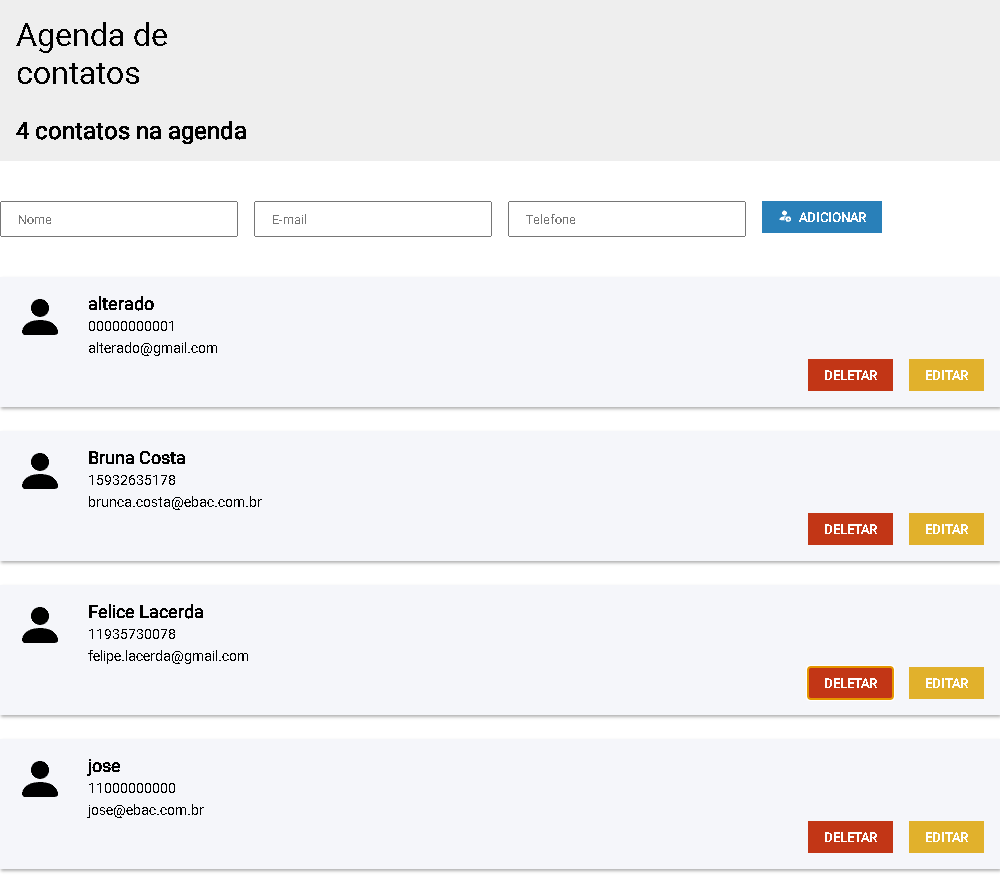 Agenda de
contatos
4 contatos na agenda
Nome
E-mail
Telefone
ADICIONAR
alterado
00000000001
alterado@gmail.com
DELETAR
EDITAR
Bruna Costa
15932635178
brunca.costa@ebac.com.br
DELETAR
EDITAR
Felice Lacerda
11935730078
felipe.lacerda@gmail.com
DELETAR
EDITAR
jose
11000000000
jose@ebac.com.br
DELETAR
EDITAR